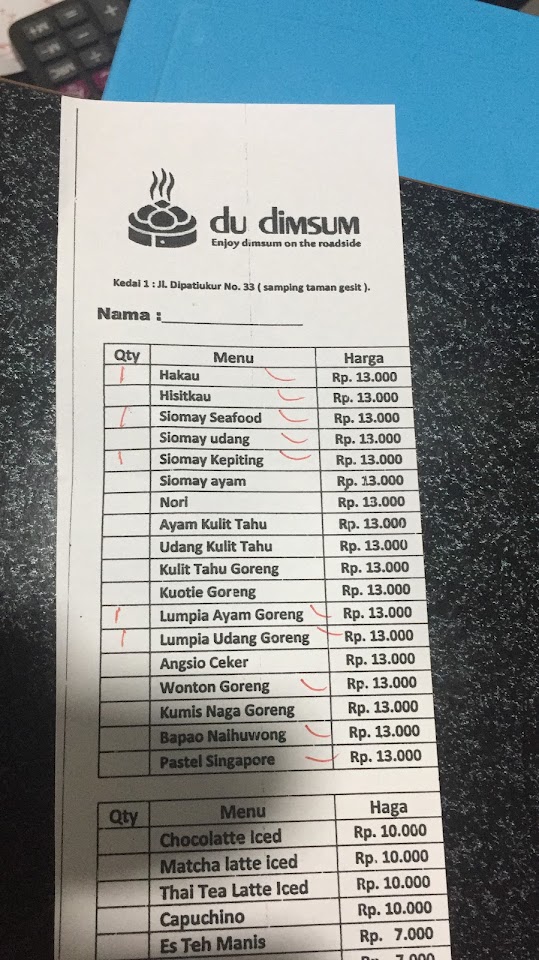 du dimsum
Enjoy dimsum on the roadside
Kedai 1 : Jl. Dipatiukur No. 33 ( samping taman gesit ).
Nama :
Qty Menu Harga
1 Hakau Rp. 13.000
Hisitkau Rp. 13.000
1 Siomay Seafood Rp. 13.000
Siomay udang Rp. 13.000
1 Siomay Kepiting Rp. 13.000
Siomay ayam Rp. 13.000
Nori Rp. 13.000
Ayam Kulit Tahu Rp. 13.000
Udang Kulit Tahu Rp. 13.000
Kulit Tahu Goreng Rp. 13.000
Kuotie Goreng Rp. 13.000
1 Lumpia Ayam Goreng Rp. 13.000
1 Lumpia Udang Goreng Rp. 13.000
Angsio Ceker Rp. 13.000
Wonton Goreng Rp. 13.000
Kumis Naga Goreng Rp. 13.000
Bapao Naihuwong Rp. 13.000
Pastel Singapore Rp. 13.000
Qty Menu Haga
Chocolatte Iced Rp. 10.000
Matcha latte iced Rp. 10.000
Thai Tea Latte Iced Rp. 10.000
Capuchino Rp. 10.000
Es Teh Manis Rp. 7.000